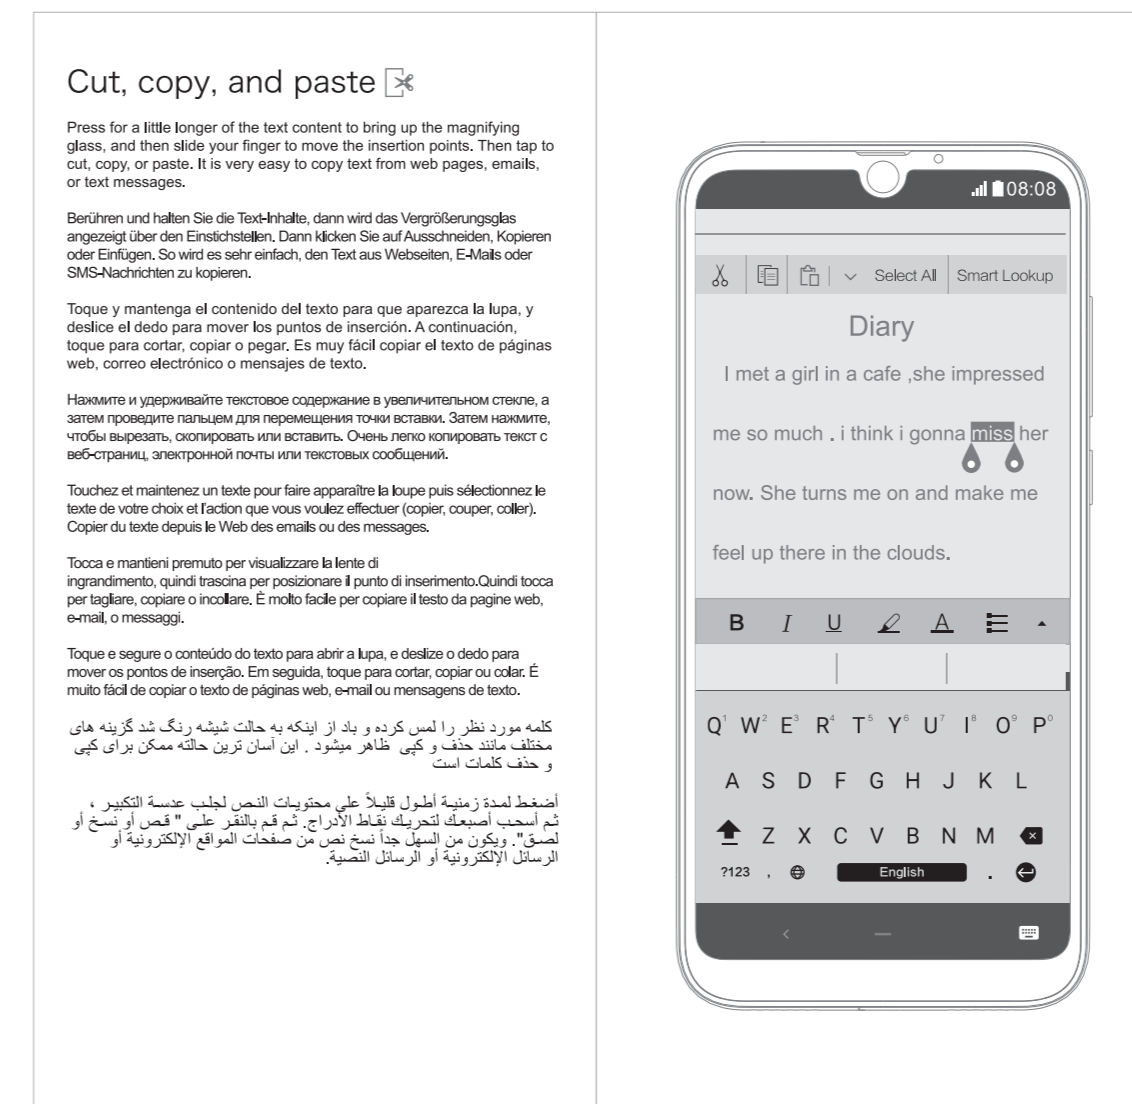 Cut, copy, and paste
Press for a little longer of the text content to bring up the magnifying
glass, and then slide your finger to move the insertion points. Then tap to
cut, copy, or paste. It is very easy to copy text from web pages, emails,
or text messages.
Berühren und halten Sie die Text-Inhalte, dann wird das Vergrößerungsglas
angezeigt über den Einstichstellen. Dann klicken Sie auf Ausschneiden, Kopieren
oder Einfügen. So wird es sehr einfach, den Text aus Webseiten, E-Mails oder
SMS-Nachrichten zu kopieren.
Toque y mantenga el contenido del texto para que aparezca la lupa, y
deslice el dedo para mover los puntos de inserción. A continuación,
toque para cortar, copiar o pegar. Es muy fácil copiar el texto de páginas
web, correo electrónico o mensajes de texto.
Нажмите и удерживайте текстовое содержание в увеличительном стекле, а
затем проведите пальцем для перемещения точки вставки. Затем нажмите,
чтобы вырезать, скопировать или вставить. Очень легко копировать текст с
веб-страниц, электронной почты или текстовых сообщений.
Touchez et maintenez un texte pour faire apparaître la loupe puis sélectionnez le
texte de votre choix et l'action que vous voulez effectuer (copier, couper, coller).
Copier du texte depuis le Web des emails ou des messages.
Tocca e mantieni premuto per visualizzare la lente di
ingrandimento, quindi trascina per posizionare il punto di inserimento.Quindi tocca
per tagliare, copiare o incollare. È molto facile per copiare il testo da pagine web,
e-mail, o messaggi.
Toque e segure o conteúdo do texto para abrir a lupa, e deslize o dedo para
mover os pontos de inserção. Em seguida, toque para cortar, copiar ou colar. É
muito fácil de copiar o texto de páginas web, e-mail ou mensagens de texto.
کلمه مورد نظر را لمس کرده و باد از اینکه به حالت شیشه رنگ شد گزینه های
مختلف مانند حذف و کپی ظاهر میشود . این آسان ترین حالته ممکن برای کپی
و حذف کلمات است
أضغط لمدة زمنية أطول قليلاً علي محتويات النص لجلب عدسة التكبير ،
ثم أسحب أصبعك لتحريك نقاط الأدراج. ثم قم بالنقر على " قص أو نسخ أو
لصق". ويكون من السهل جداً نسخ نص من صفحات المواقع الإلكترونية أو
الرسائل الإلكترونية أو الرسائل النصية.
08:08
Select All Smart Lookup
Diary
I met a girl in a cafe ,she impressed
me so much . i think i gonna miss her
now. She turns me on and make me
feel up there in the clouds.
B I U A
Q1 W2 E3 R4 T5 Y6 U7 I8 O9 P0
A S D F G H J K L
Z X C V B N M
?123 , English .